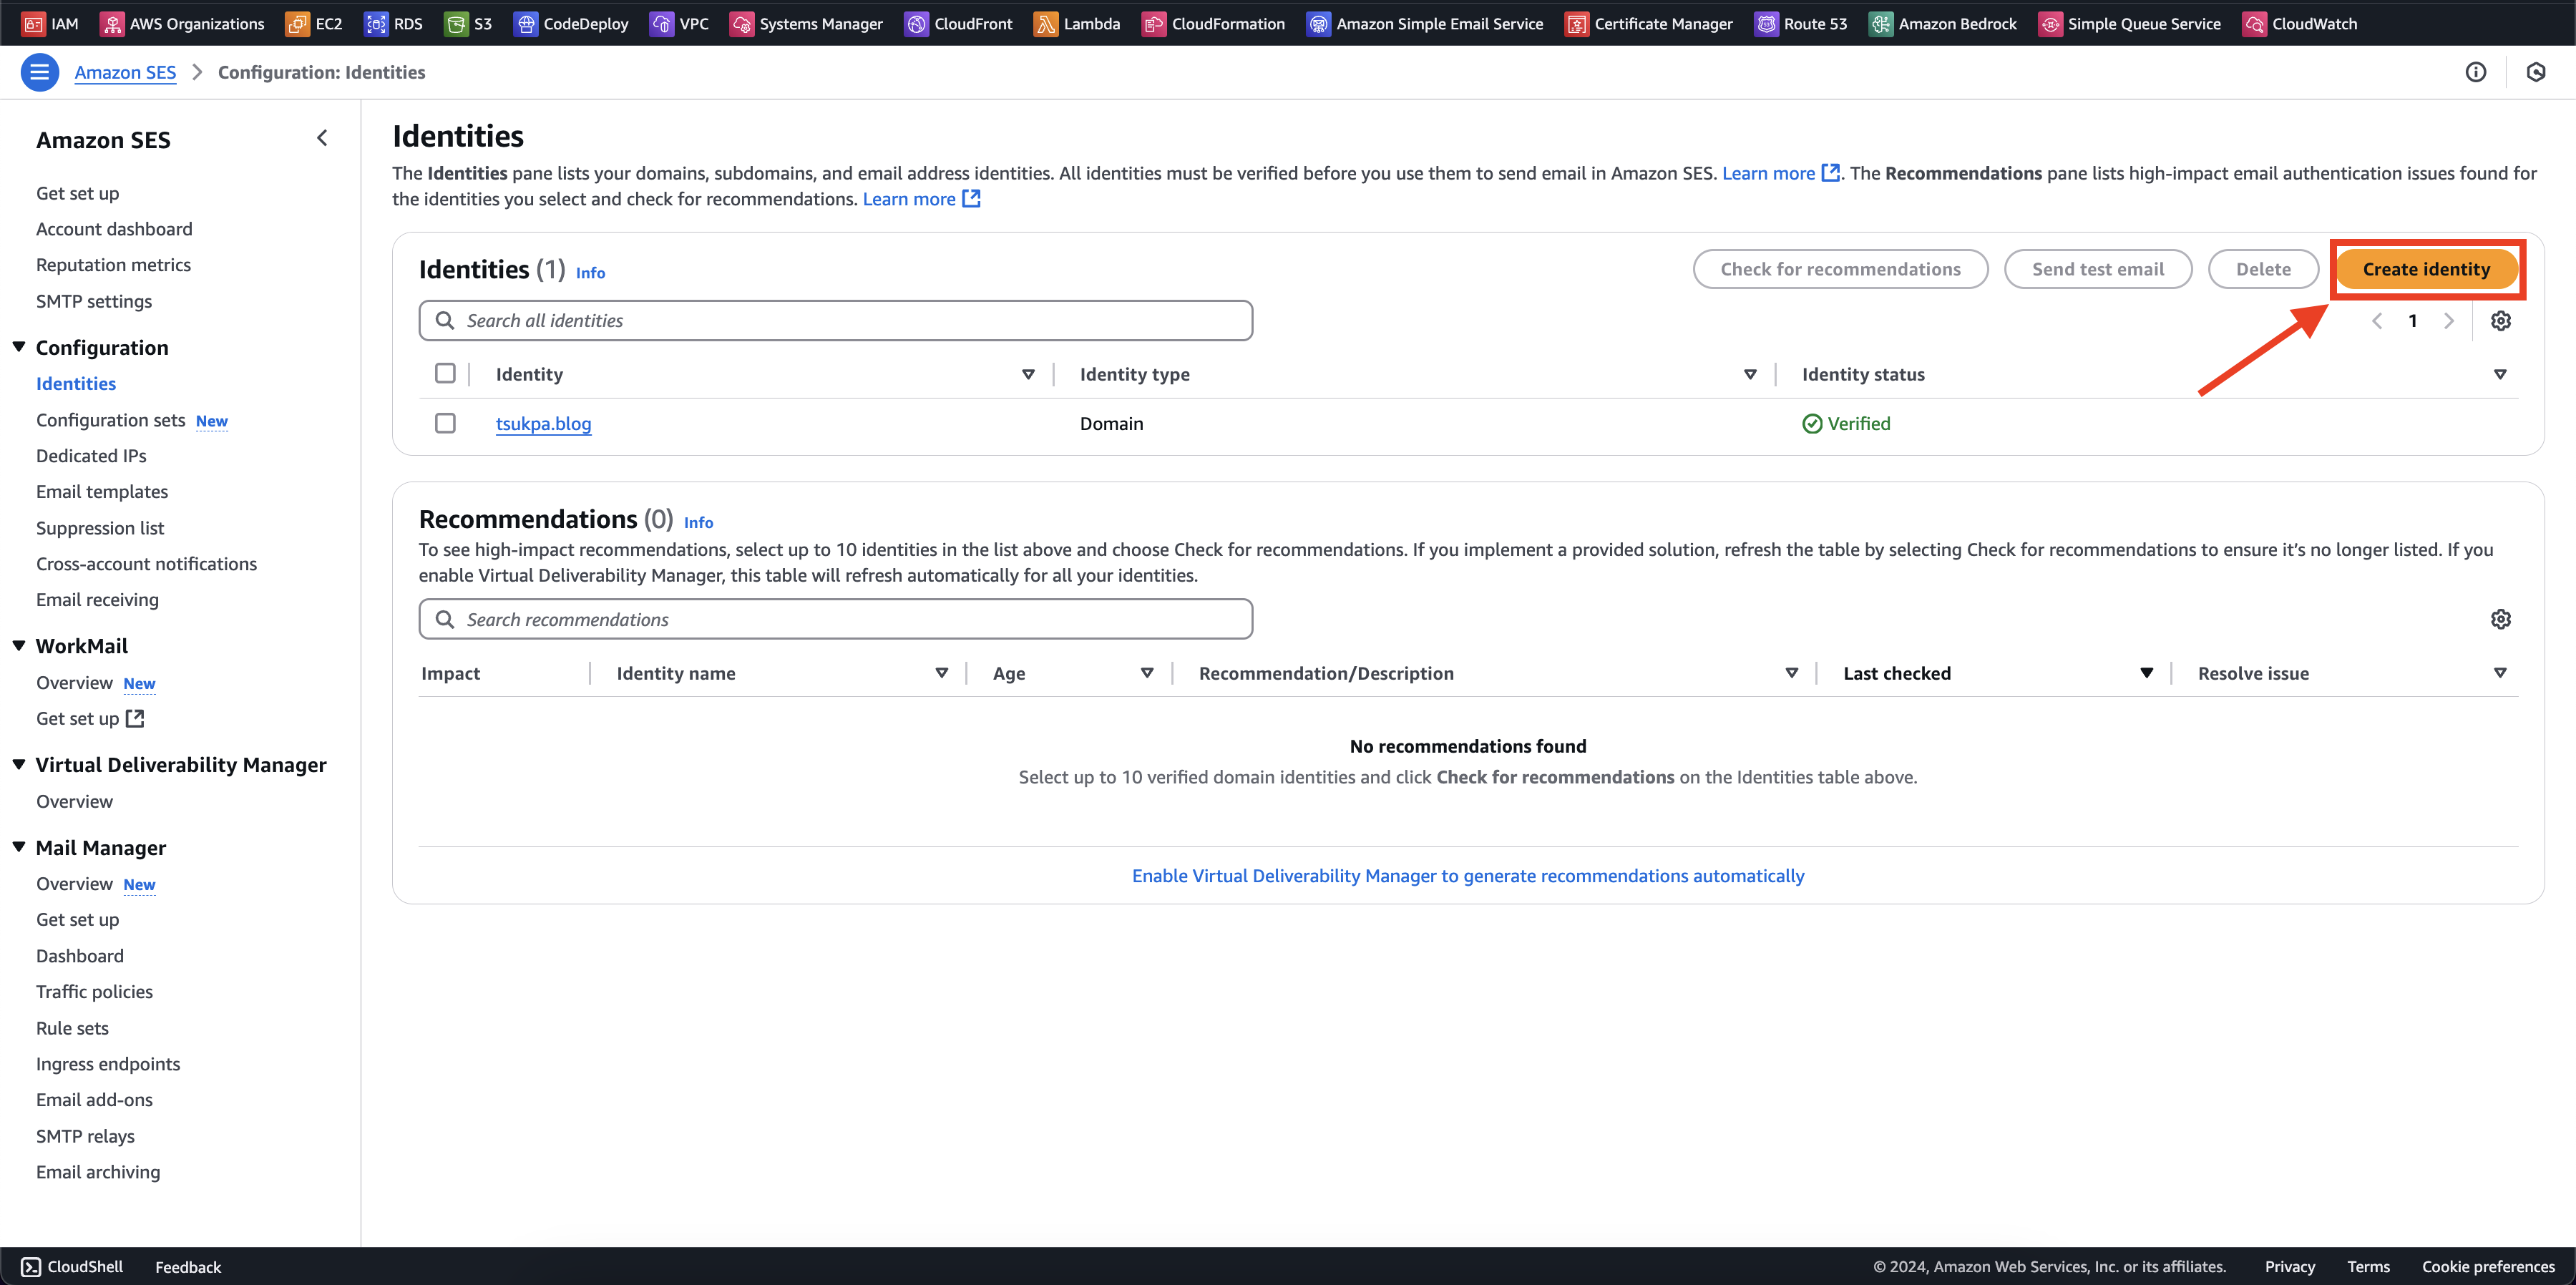 IAM AWS Organizations EC2 RDS S3 CodeDeploy VPC Systems Manager CloudFront Lambda CloudFormation Amazon Simple Email Service Certificate Manager Route 53 Amazon Bedrock Simple Queue Service CloudWatch
Amazon SES > Configuration: Identities
Amazon SES
Get set up
Account dashboard
Reputation metrics
SMTP settings
Configuration
Identities
Configuration sets New
Dedicated IPs
Email templates
Suppression list
Cross-account notifications
Email receiving
WorkMail
Overview New
Get set up
Virtual Deliverability Manager
Overview
Mail Manager
Overview New
Get set up
Dashboard
Traffic policies
Rule sets
Ingress endpoints
Email add-ons
SMTP relays
Email archiving
Identities
The Identities pane lists your domains, subdomains, and email address identities. All identities must be verified before you use them to send email in Amazon SES. Learn more. The Recommendations pane lists high-impact email authentication issues found for
the identities you select and check for recommendations. Learn more
Identities (1) Info
Check for recommendations Send test email Delete Create identity
Search all identities
1
Identity Identity type Identity status
tsukpa.blog Domain Verified
Recommendations (0) Info
To see high-impact recommendations, select up to 10 identities in the list above and choose Check for recommendations. If you implement a provided solution, refresh the table by selecting Check for recommendations to ensure it's no longer listed. If you
enable Virtual Deliverability Manager, this table will refresh automatically for all your identities.
Search recommendations
Impact Identity name Age Recommendation/Description Last checked Resolve issue
No recommendations found
Select up to 10 verified domain identities and click Check for recommendations on the Identities table above.
Enable Virtual Deliverability Manager to generate recommendations automatically
CloudShell Feedback © 2024, Amazon Web Services, Inc. or its affiliates. Privacy Terms Cookie preferences